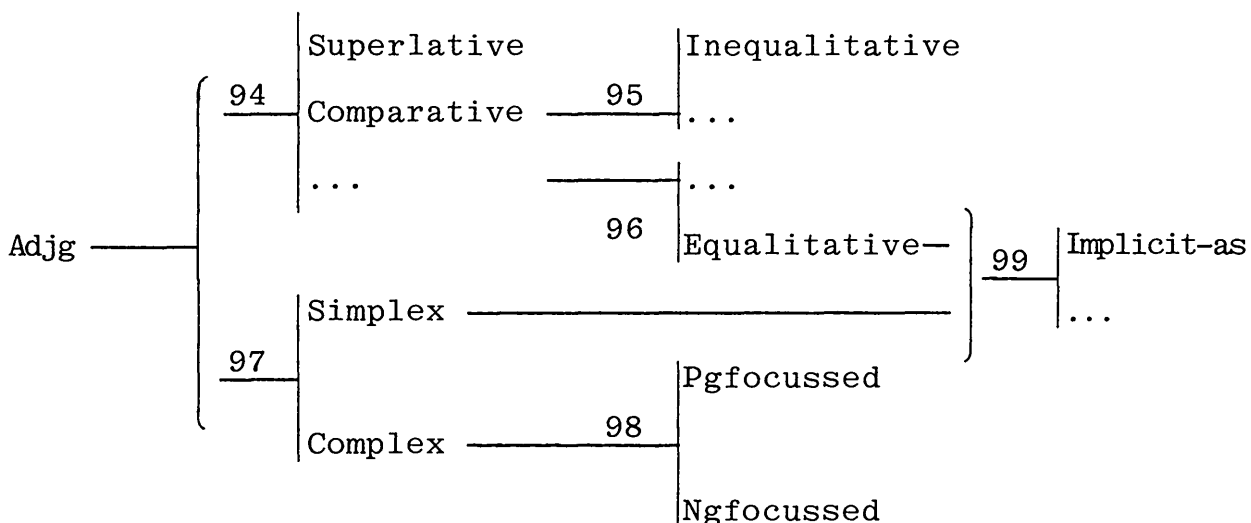 Superlative Inequalitative
94 95
Comparative ...
... ...
96
Adjg Equalitative Implicit-as
99
Simplex ...
97 Pgfocussed
Complex 98
Ngfocussed